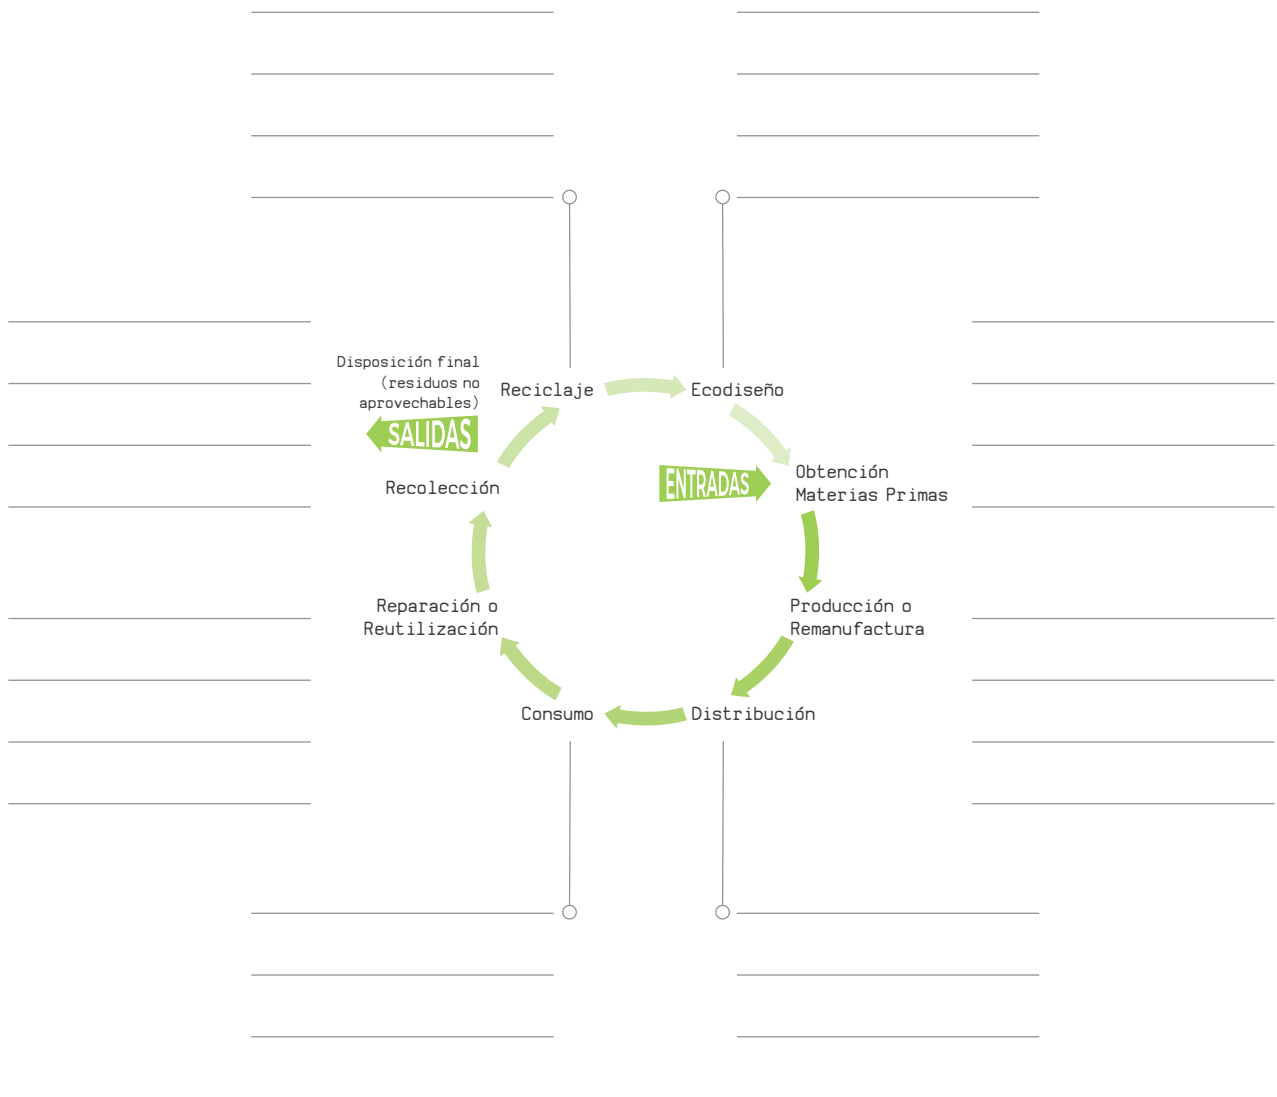 Disposición final
(residuos no
aprovechables)
SALIDAS
Reciclaje
Ecodiseño
ENTRADAS
Obtención
Materias Primas
Recolección
Producción o
Remanufactura
Reparación o
Reutilización
Consumo
Distribución